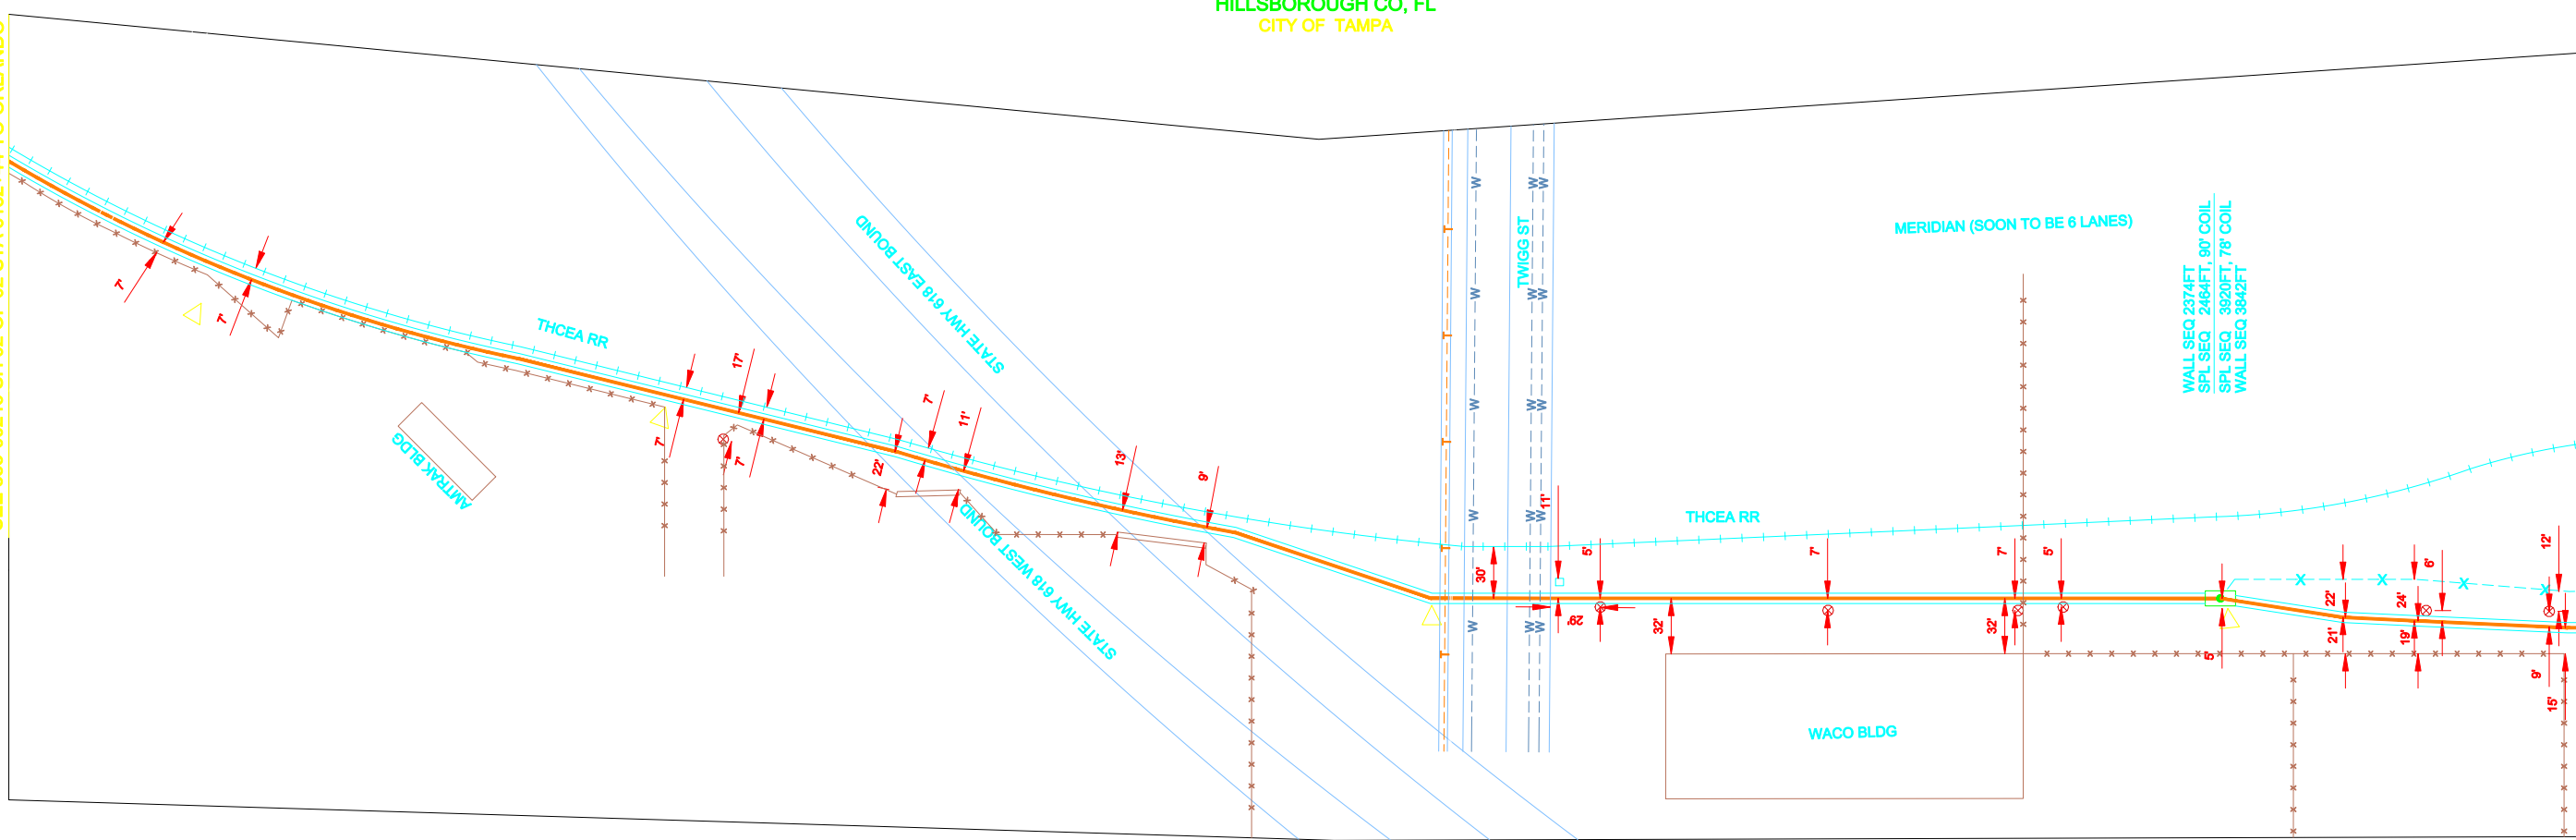 HILLSBOROUGH CO, FL
CITY OF TAMPA
7'
7'
THCEA RR
AMTRAK BLDG
7'
17'
7'
22'
7'
11'
13'
9'
STATE HWY 618 EAST BOUND
STATE HWY 618 WEST BOUND
T
T
T
T
T
W
W
W
W
W
W W
W W
W W
W W
W W
TWIGG ST
30'
11'
29'
5'
32'
7'
7'
32'
5'
THCEA RR
MERIDIAN (SOON TO BE 6 LANES)
WACO BLDG
WALL SEQ 2374FT
SPL SEQ 2464FT, 90' COIL
SPL SEQ 3920FT, 78' COIL
WALL SEQ 3842FT
X
X
X
X
5'
22'
21'
24'
19'
6'
12'
9'
15'